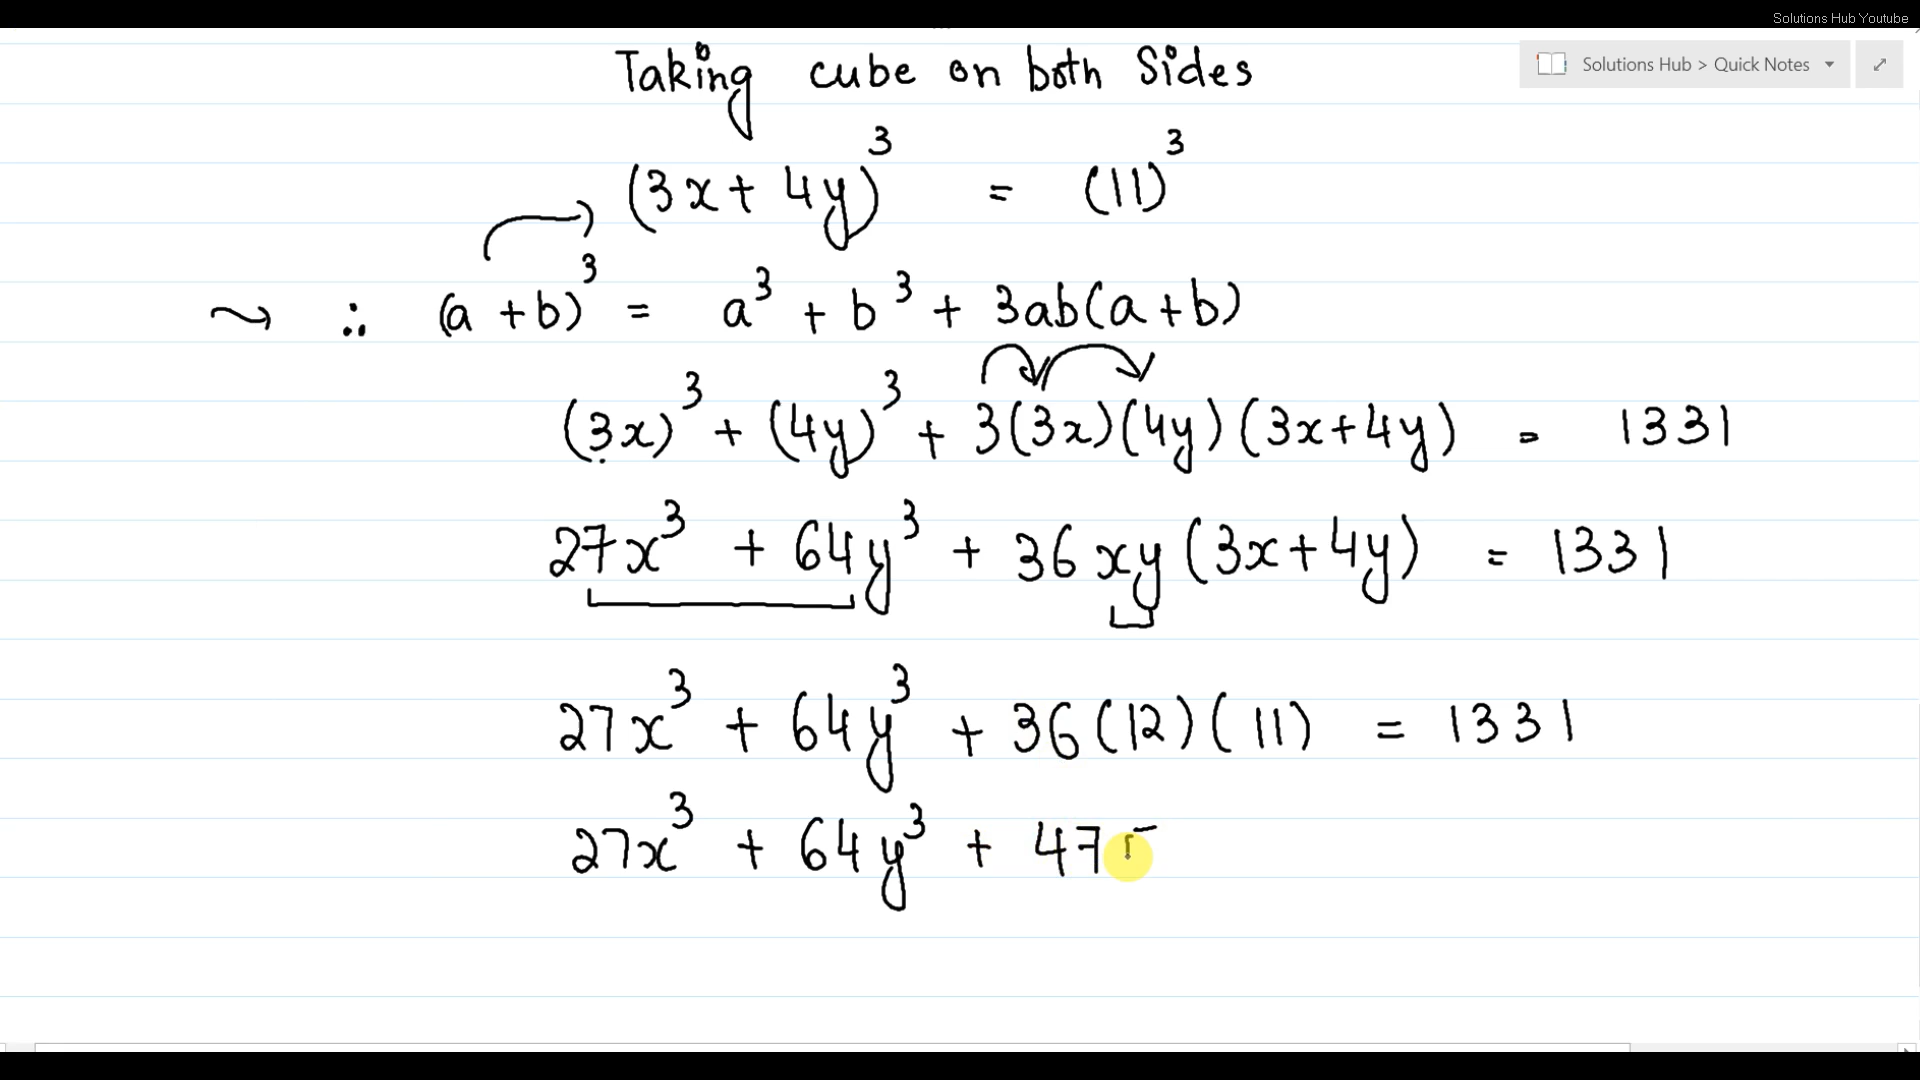 Solutions Hub Youtube
Solutions Hub > Quick Notes
Taking cube on both Sides
(3x + 4y)³ = (11)³
⇝ ∴ (a + b)³ = a³ + b³ + 3ab(a + b)
(3x)³ + (4y)³ + 3(3x)(4y)(3x+4y) = 1331
27x³ + 64y³ + 36xy(3x+4y) = 1331
27x³ + 64y³ + 36(12)(11) = 1331
27x³ + 64y³ + 475